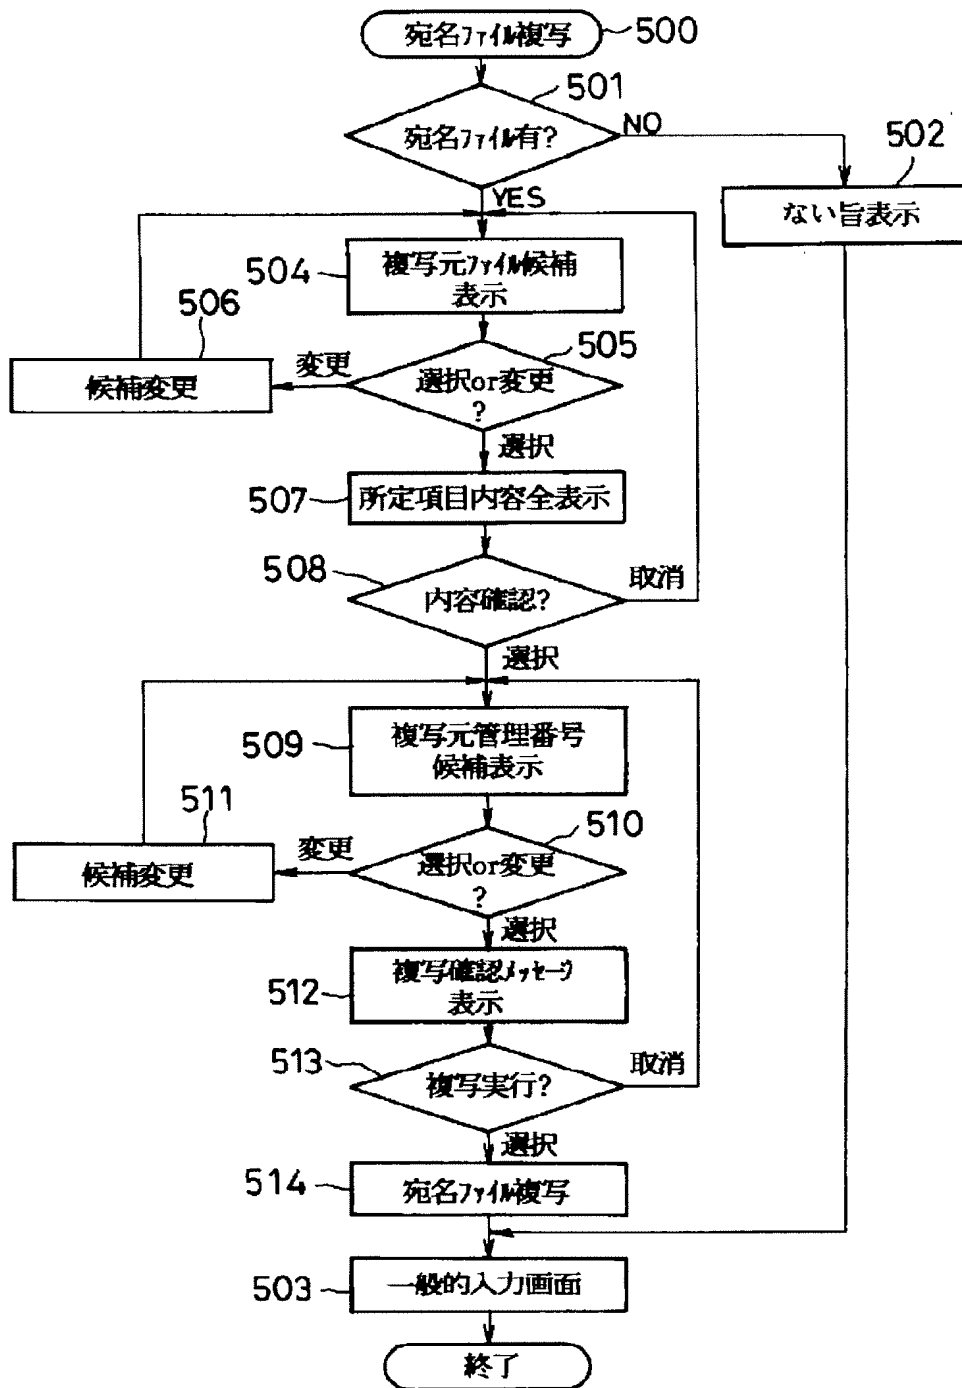 宛名ファイル複写
500
501
宛名ファイル有?
NO
502
YES
ない旨表示
504
複写元ファイル候補
表示
506
505
変更
候補変更
選択or変更
?
選択
507
所定項目内容全表示
508
取消
内容確認?
選択
509
複写元管理番号
候補表示
511
510
変更
候補変更
選択or変更
?
選択
512
複写確認メッセージ
表示
513
取消
複写実行?
選択
514
宛名ファイル複写
503
一般的入力画面
終了